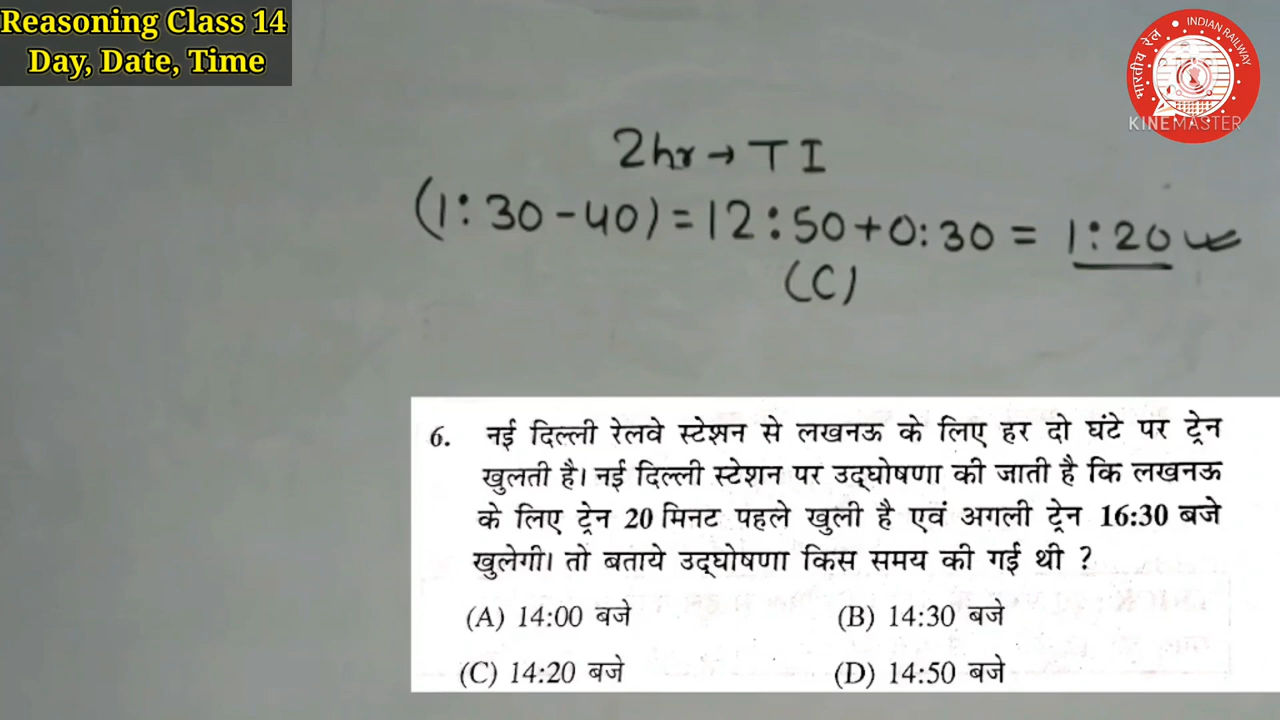 Reasoning Class 14
Day, Date, Time
भारतीय रेल
INDIAN RAILWAY
KINEMASTER
2hr → T I
(1:30-40) = 12:50+0:30 = 1:20
(C)
6. नई दिल्ली रेलवे स्टेशन से लखनऊ के लिए हर दो घंटे पर ट्रेन
खुलती है। नई दिल्ली स्टेशन पर उद्घोषणा की जाती है कि लखनऊ
के लिए ट्रेन 20 मिनट पहले खुली है एवं अगली ट्रेन 16:30 बजे
खुलेगी। तो बताये उद्घोषणा किस समय की गई थी ?
(A) 14:00 बजे (B) 14:30 बजे
(C) 14:20 बजे (D) 14:50 बजे